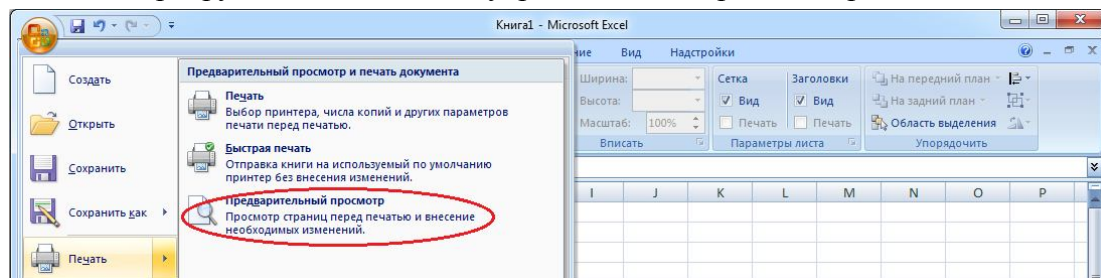 Книга1 - Microsoft Excel
ние Вид Надстройки
Создать
Открыть
Сохранить
Сохранить как
Печать
Предварительный просмотр и печать документа
Печать
Выбор принтера, числа копий и других параметров
печати перед печатью.
Быстрая печать
Отправка книги на используемый по умолчанию
принтер без внесения изменений.
Предварительный просмотр
Просмотр страниц перед печатью и внесение
необходимых изменений.
Ширина:
Высота:
Масштаб: 100%
Вписать
Сетка
Вид
Печать
Заголовки
Вид
Печать
Параметры листа
На передний план
На задний план
Область выделения
Упорядочить
I J K L M N O P